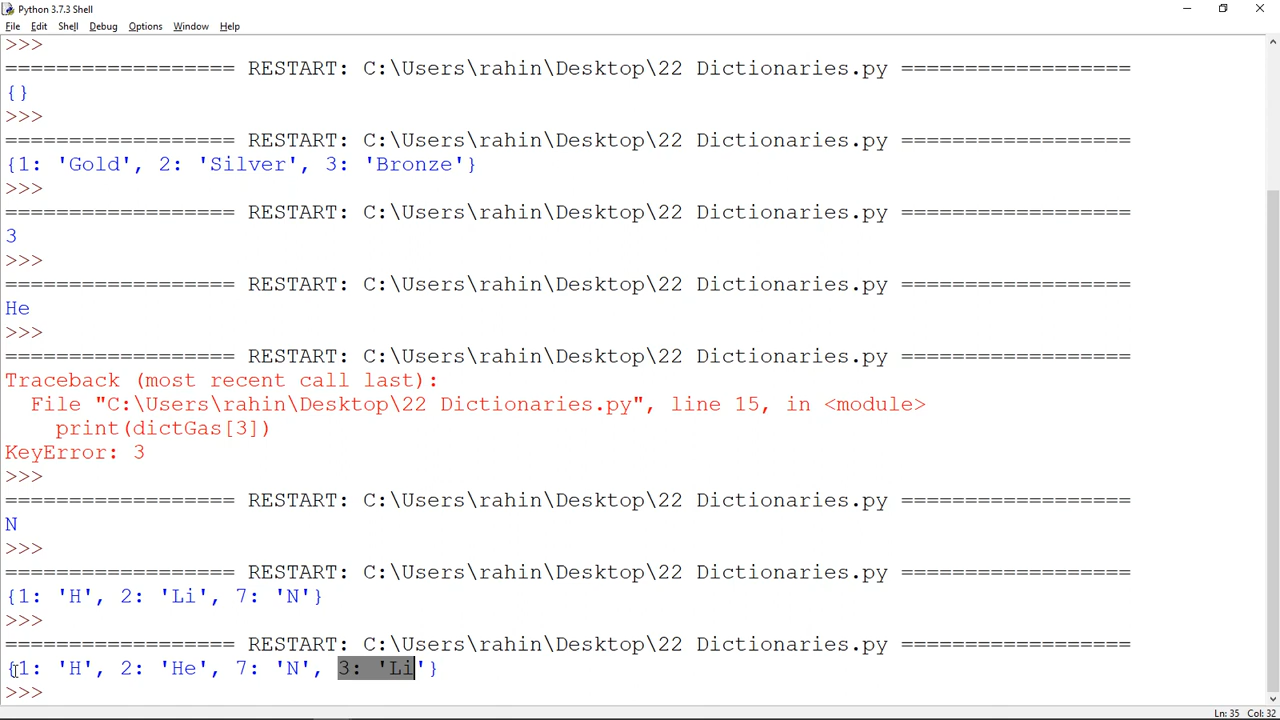 Python 3.7.3 Shell
File Edit Shell Debug Options Window Help
>>>
================== RESTART: C:\Users\rahin\Desktop\22 Dictionaries.py ==================
{}
>>>
================== RESTART: C:\Users\rahin\Desktop\22 Dictionaries.py ==================
{1: 'Gold', 2: 'Silver', 3: 'Bronze'}
>>>
================== RESTART: C:\Users\rahin\Desktop\22 Dictionaries.py ==================
3
>>>
================== RESTART: C:\Users\rahin\Desktop\22 Dictionaries.py ==================
He
>>>
================== RESTART: C:\Users\rahin\Desktop\22 Dictionaries.py ==================
Traceback (most recent call last):
  File "C:\Users\rahin\Desktop\22 Dictionaries.py", line 15, in <module>
    print(dictGas[3])
KeyError: 3
>>>
================== RESTART: C:\Users\rahin\Desktop\22 Dictionaries.py ==================
N
>>>
================== RESTART: C:\Users\rahin\Desktop\22 Dictionaries.py ==================
{1: 'H', 2: 'Li', 7: 'N'}
>>>
================== RESTART: C:\Users\rahin\Desktop\22 Dictionaries.py ==================
{1: 'H', 2: 'He', 7: 'N', 3: 'Li'}
>>>
Ln: 35 Col: 32